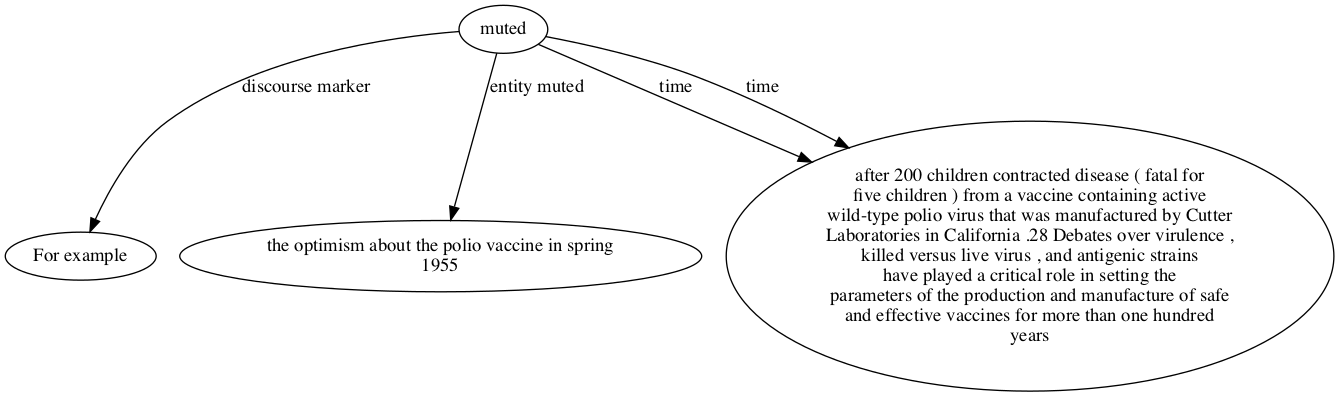 muted
discourse marker
entity muted
time
time
For example
the optimism about the polio vaccine in spring
1955
after 200 children contracted disease ( fatal for
five children ) from a vaccine containing active
wild-type polio virus that was manufactured by Cutter
Laboratories in California .28 Debates over virulence ,
killed versus live virus , and antigenic strains
have played a critical role in setting the
parameters of the production and manufacture of safe
and effective vaccines for more than one hundred
years